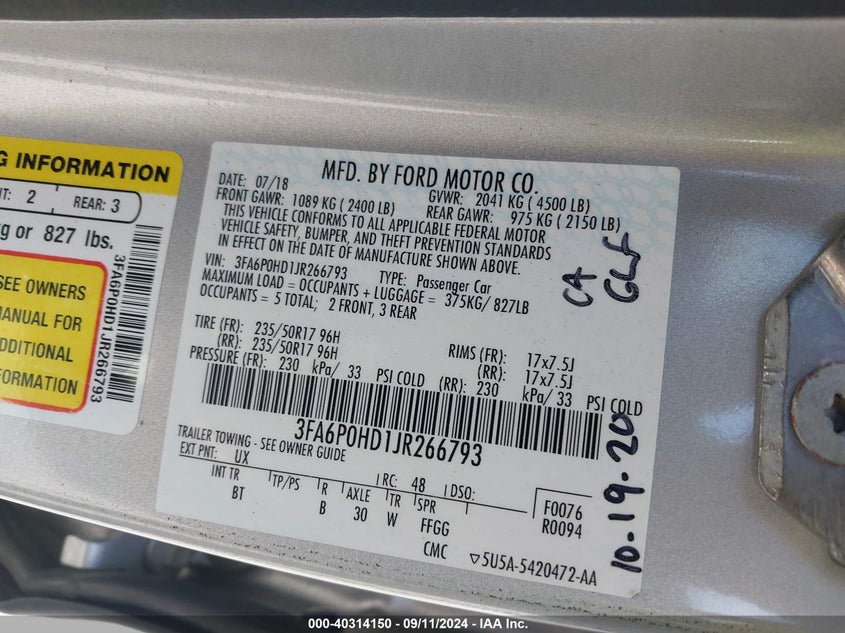 G INFORMATION
NT: 2 REAR: 3
g or 827 lbs.
SEE OWNERS
MANUAL FOR
ADDITIONAL
INFORMATION
3FA6P0HD1JR266793
MFD. BY FORD MOTOR CO.
DATE: 07/18 GVWR: 2041 KG ( 4500 LB)
FRONT GAWR: 1089 KG ( 2400 LB) REAR GAWR: 975 KG ( 2150 LB)
THIS VEHICLE CONFORMS TO ALL APPLICABLE FEDERAL MOTOR
VEHICLE SAFETY, BUMPER, AND THEFT PREVENTION STANDARDS
IN EFFECT ON THE DATE OF MANUFACTURE SHOWN ABOVE.
VIN: 3FA6P0HD1JR266793 TYPE: Passenger Car
MAXIMUM LOAD = OCCUPANTS + LUGGAGE = 375KG/ 827LB
OCCUPANTS = 5 TOTAL; 2 FRONT, 3 REAR
TIRE (FR): 235/50R17 96H RIMS (FR): 17x7.5J
(RR): 235/50R17 96H (RR): 17x7.5J
PRESSURE (FR): 230 kPa/ 33 PSI COLD (RR): 230 kPa/ 33 PSI COLD
3FA6P0HD1JR266793
TRAILER TOWING - SEE OWNER GUIDE
EXT PNT: UX RC: 48 DSO:
INT TR TP/PS R AXLE TR SPR F0076
BT B 30 W FFGG R0094
CMC ▽5U5A-5420472-AA
CA
10.19.20
000-40314150 - 09/11/2024 - IAA Inc.